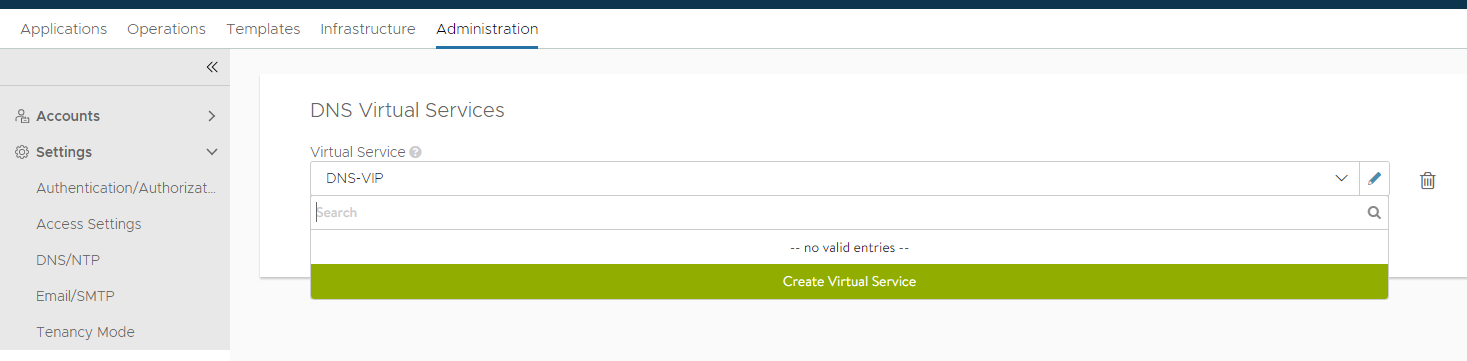 Applications Operations Templates Infrastructure Administration
Accounts
Settings
Authentication/Authorizat...
Access Settings
DNS/NTP
Email/SMTP
Tenancy Mode
DNS Virtual Services
Virtual Service ?
DNS-VIP
Search
-- no valid entries --
Create Virtual Service